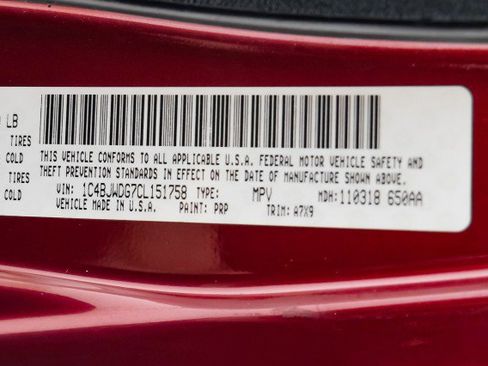 LB
TIRES
COLD
TIRES
COLD
THIS VEHICLE CONFORMS TO ALL APPLICABLE U.S.A. FEDERAL MOTOR VEHICLE SAFETY AND
THEFT PREVENTION STANDARDS IN EFFECT ON THE DATE OF MANUFACTURE SHOWN ABOVE.
VIN: 1C4BJWDG7CL151758 TYPE: MPV MDH: 110318 650AA
VEHICLE MADE IN U.S.A. PAINT: PRP TRIM: A7X9